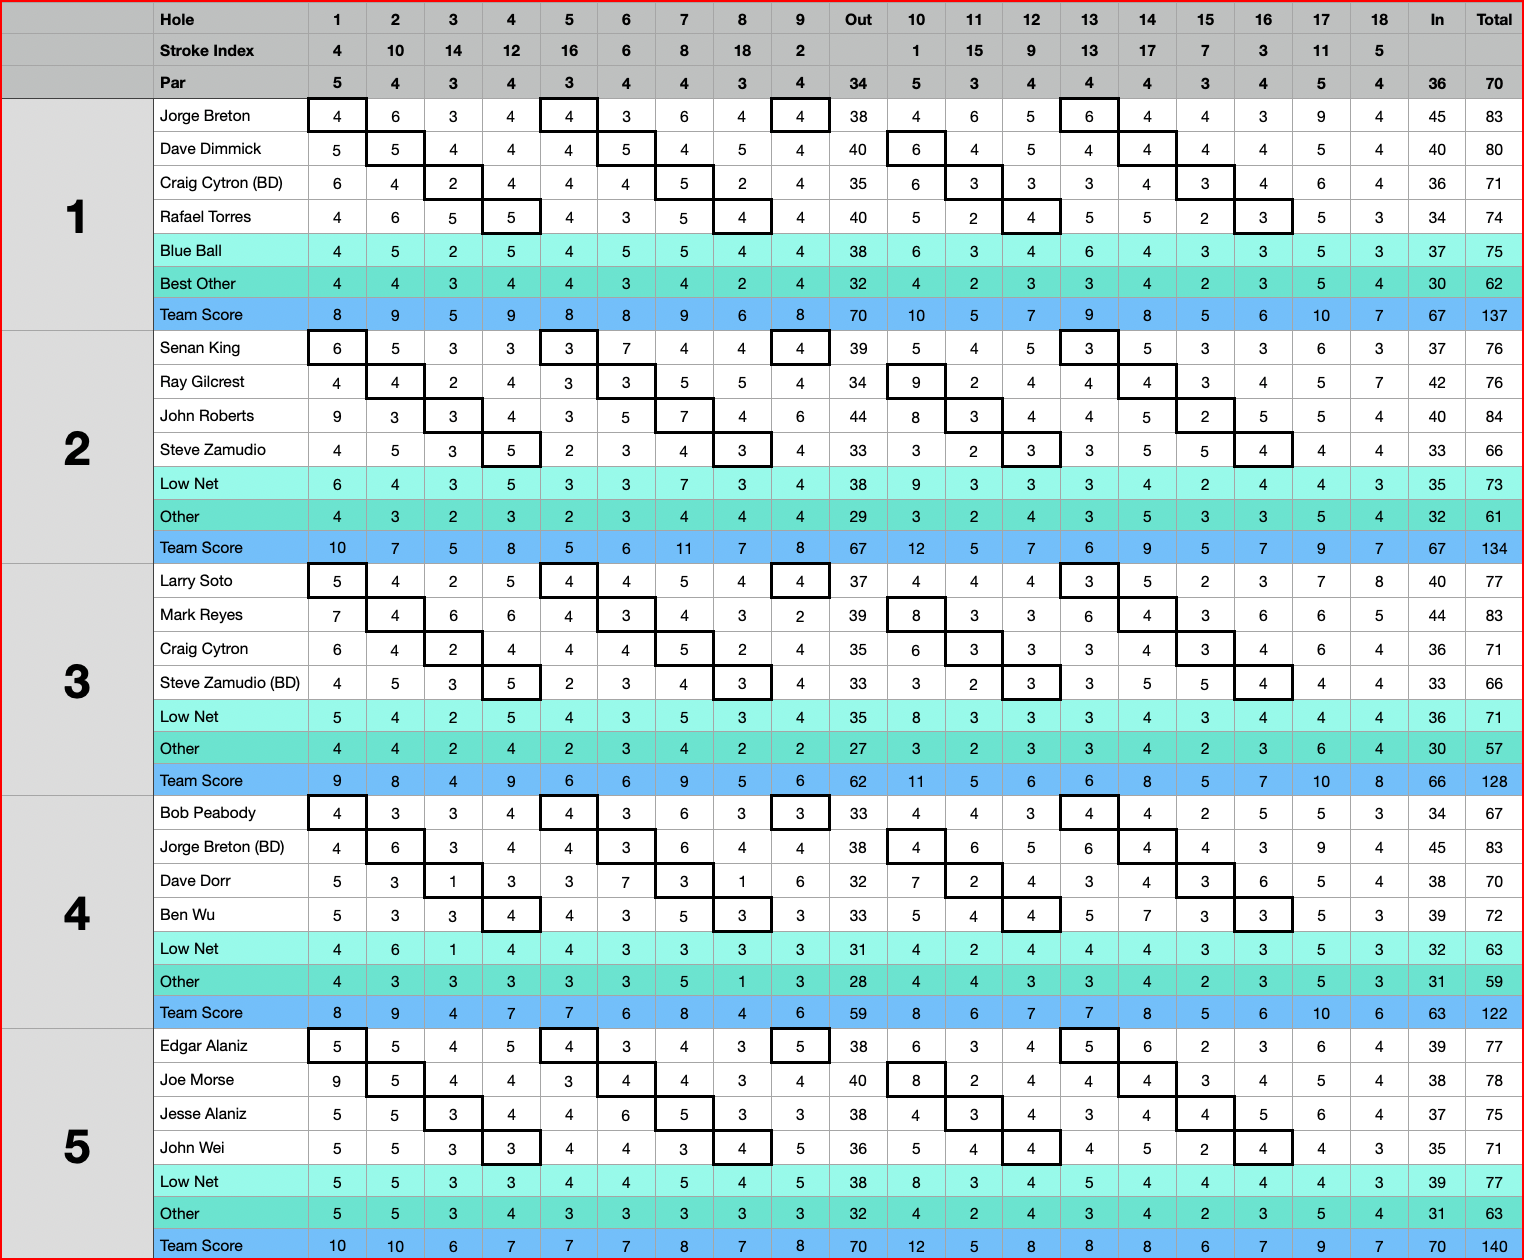 Hole 1 2 3 4 5 6 7 8 9 Out 10 11 12 13 14 15 16 17 18 In Total
Stroke Index 4 10 14 12 16 6 8 18 2 1 15 9 13 17 7 3 11 5
Par 5 4 3 4 3 4 4 3 4 34 5 3 4 4 4 3 4 5 4 36 70
1
Jorge Breton 4 6 3 4 4 3 6 4 4 38 4 6 5 6 4 4 3 9 4 45 83
Dave Dimmick 5 5 4 4 4 5 4 5 4 40 6 4 5 4 4 4 4 5 4 40 80
Craig Cytron (BD) 6 4 2 4 4 4 5 2 4 35 6 3 3 3 4 3 4 6 4 36 71
Rafael Torres 4 6 5 5 4 3 5 4 4 40 5 2 4 5 5 2 3 5 3 34 74
Blue Ball 4 5 2 5 4 5 5 4 4 38 6 3 4 6 4 3 3 5 3 37 75
Best Other 4 4 3 4 4 3 4 2 4 32 4 2 3 3 4 2 3 5 4 30 62
Team Score 8 9 5 9 8 8 9 6 8 70 10 5 7 9 8 5 6 10 7 67 137
2
Senan King 6 5 3 3 3 7 4 4 4 39 5 4 5 3 5 3 3 6 3 37 76
Ray Gilcrest 4 4 2 4 3 3 5 5 4 34 9 2 4 4 4 3 4 5 7 42 76
John Roberts 9 3 3 4 3 5 7 4 6 44 8 3 4 4 5 2 5 5 4 40 84
Steve Zamudio 4 5 3 5 2 3 4 3 4 33 3 2 3 3 5 5 4 4 4 33 66
Low Net 6 4 3 5 3 3 7 3 4 38 9 3 3 3 4 2 4 4 3 35 73
Other 4 3 2 3 2 3 4 4 4 29 3 2 4 3 5 3 3 5 4 32 61
Team Score 10 7 5 8 5 6 11 7 8 67 12 5 7 6 9 5 7 9 7 67 134
3
Larry Soto 5 4 2 5 4 4 5 4 4 37 4 4 4 3 5 2 3 7 8 40 77
Mark Reyes 7 4 6 6 4 3 4 3 2 39 8 3 3 6 4 3 6 6 5 44 83
Craig Cytron 6 4 2 4 4 4 5 2 4 35 6 3 3 3 4 3 4 6 4 36 71
Steve Zamudio (BD) 4 5 3 5 2 3 4 3 4 33 3 2 3 3 5 5 4 4 4 33 66
Low Net 5 4 2 5 4 3 5 3 4 35 8 3 3 3 4 3 4 4 4 36 71
Other 4 4 2 4 2 3 4 2 2 27 3 2 3 3 4 2 3 6 4 30 57
Team Score 9 8 4 9 6 6 9 5 6 62 11 5 6 6 8 5 7 10 8 66 128
4
Bob Peabody 4 3 3 4 4 3 6 3 3 33 4 4 3 4 4 2 5 5 3 34 67
Jorge Breton (BD) 4 6 3 4 4 3 6 4 4 38 4 6 5 6 4 4 3 9 4 45 83
Dave Dorr 5 3 1 3 3 7 3 1 6 32 7 2 4 3 4 3 6 5 4 38 70
Ben Wu 5 3 3 4 4 3 5 3 3 33 5 4 4 5 7 3 3 5 3 39 72
Low Net 4 6 1 4 4 3 3 3 3 31 4 2 4 4 4 3 3 5 3 32 63
Other 4 3 3 3 3 3 5 1 3 28 4 4 3 3 4 2 3 5 3 31 59
Team Score 8 9 4 7 7 6 8 4 6 59 8 6 7 7 8 5 6 10 6 63 122
5
Edgar Alaniz 5 5 4 5 4 3 4 3 5 38 6 3 4 5 6 2 3 6 4 39 77
Joe Morse 9 5 4 4 3 4 4 3 4 40 8 2 4 4 4 3 4 5 4 38 78
Jesse Alaniz 5 5 3 4 4 6 5 3 3 38 4 3 4 3 4 4 5 6 4 37 75
John Wei 5 5 3 3 4 4 3 4 5 36 5 4 4 4 5 2 4 4 3 35 71
Low Net 5 5 3 3 4 4 5 4 5 38 8 3 4 5 4 4 4 4 3 39 77
Other 5 5 3 4 3 3 3 3 3 32 4 2 4 3 4 2 3 5 4 31 63
Team Score 10 10 6 7 7 7 8 7 8 70 12 5 8 8 8 6 7 9 7 70 140